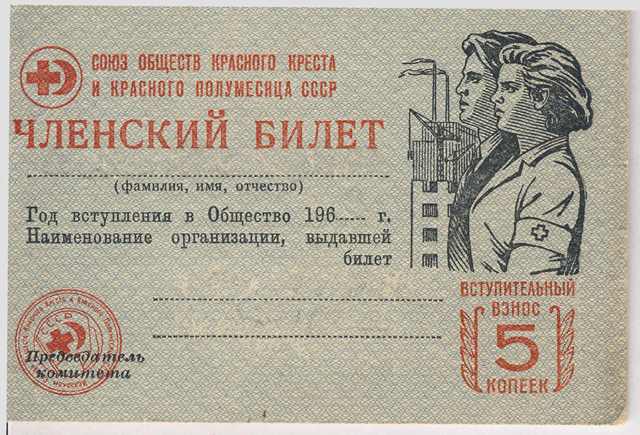 СОЮЗ ОБЩЕСТВ КРАСНОГО КРЕСТА
И КРАСНОГО ПОЛУМЕСЯЦА СССР
ЧЛЕНСКИЙ БИЛЕТ
(фамилия, имя, отчество)
Год вступления в Общество 196 г.
Наименование организации, выдавшей
билет
ВСТУПИТЕЛЬНЫЙ
ВЗНОС
5
КОПЕЕК
СССР
Председатель
комитета